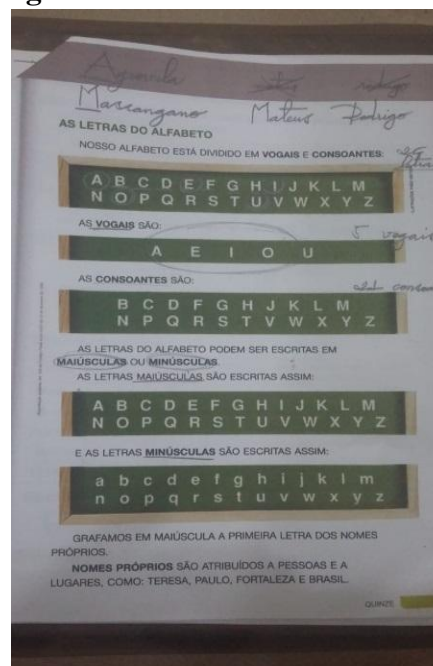 Mascangano Mateus Rodrigo
AS LETRAS DO ALFABETO
NOSSO ALFABETO ESTÁ DIVIDIDO EM VOGAIS E CONSOANTES:
A B C D E F G H I J K L M
N O P Q R S T U V W X Y Z
AS VOGAIS SÃO:
5 vogais
A E I O U
AS CONSOANTES SÃO:
B C D F G H J K L M
N P Q R S T V W X Y Z
AS LETRAS DO ALFABETO PODEM SER ESCRITAS EM
MAIÚSCULAS OU MINÚSCULAS.
AS LETRAS MAIÚSCULAS SÃO ESCRITAS ASSIM:
A B C D E F G H I J K L M
N O P Q R S T U V W X Y Z
E AS LETRAS MINÚSCULAS SÃO ESCRITAS ASSIM:
a b c d e f g h i j k l m
n o p q r s t u v w x y z
GRAFAMOS EM MAIÚSCULA A PRIMEIRA LETRA DOS NOMES
PRÓPRIOS.
NOMES PRÓPRIOS SÃO ATRIBUÍDOS A PESSOAS E A
LUGARES, COMO: TERESA, PAULO, FORTALEZA E BRASIL.
QUINZE